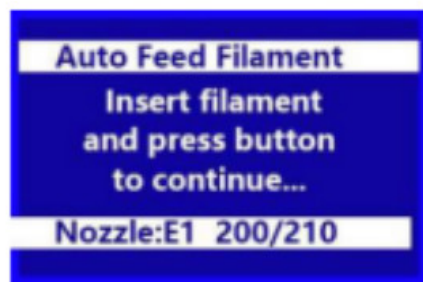 Auto Feed Filament
Insert filament
and press button
to continue...
Nozzle:E1 200/210